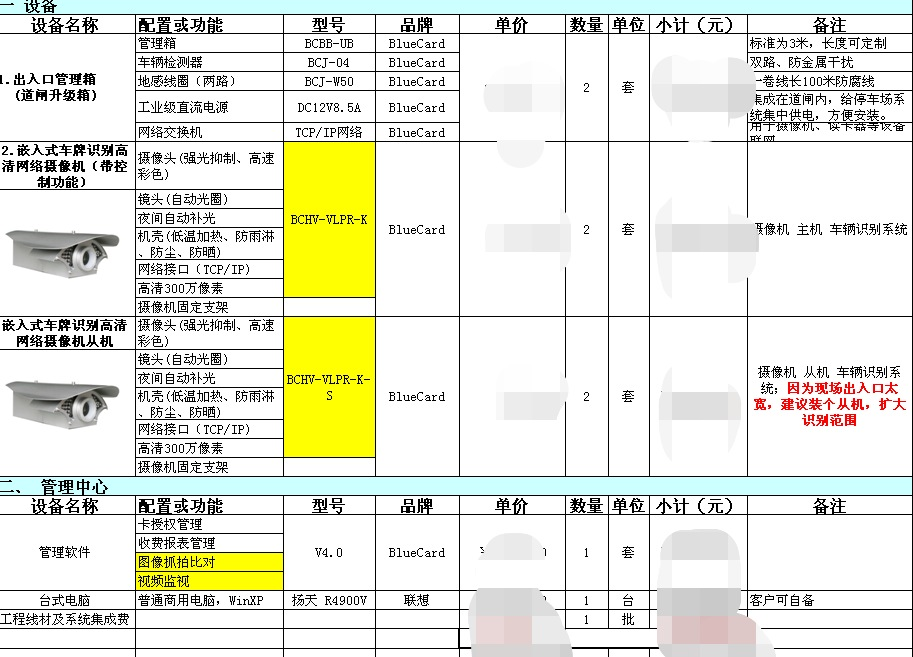 一 设备
设备名称 配置或功能 型号 品牌 单价 数量 单位 小计（元） 备注
1.出入口管理箱
（道闸升级箱）
管理箱 BCBB-UB BlueCard 标准为3米，长度可定制
车辆检测器 BCJ-04 BlueCard 双路、防金属干扰
地感线圈（两路） BCJ-W50 BlueCard 一卷线长100米防腐线
2 套
工业级直流电源 DC12V8.5A BlueCard
集成在道闸内，给停车场系
统集中供电，方便安装。
网络交换机 TCP/IP网络 BlueCard
用于摄像机、读卡器等设备
联网
2.嵌入式车牌识别高
清网络摄像机（带控
制功能）
摄像头(强光抑制、高速
彩色)
镜头(自动光圈)
夜间自动补光
机壳(低温加热、防雨淋
、防尘、防晒)
网络接口（TCP/IP)
高清300万像素
摄像机固定支架
BCHV-VLPR-K BlueCard 2 套 摄像机 主机 车辆识别系统
嵌入式车牌识别高清
网络摄像机从机
摄像头(强光抑制、高速
彩色)
镜头(自动光圈)
夜间自动补光
机壳(低温加热、防雨淋
、防尘、防晒)
网络接口（TCP/IP)
高清300万像素
摄像机固定支架
BCHV-VLPR-K-
S
BlueCard 2 套
摄像机 从机 车辆识别系
统；因为现场出入口太
宽，建议装个从机，扩大
识别范围
二、 管理中心
设备名称 配置或功能 型号 品牌 单价 数量 单位 小计（元） 备注
管理软件
卡授权管理
收费报表管理
图像抓拍比对
视频监视
V4.0 BlueCard 1 套
台式电脑 普通商用电脑，WinXP 扬天 R4900V 联想 1 台 客户可自备
工程线材及系统集成费 1 批